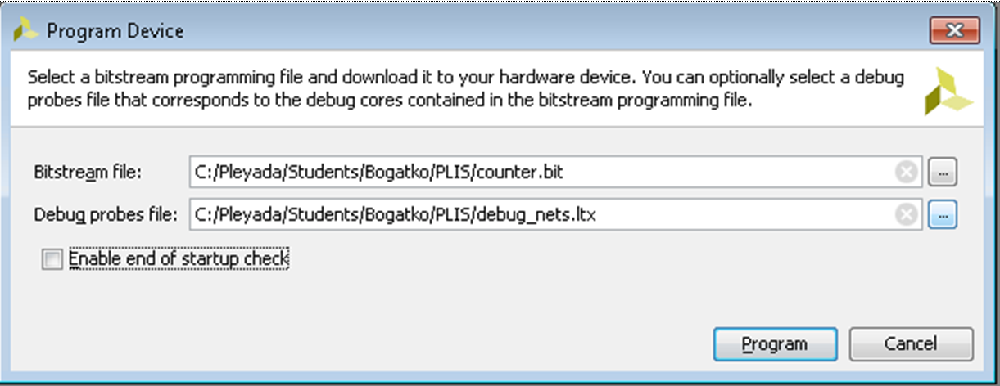 Program Device
Select a bitstream programming file and download it to your hardware device. You can optionally select a debug
probes file that corresponds to the debug cores contained in the bitstream programming file.
Bitstream file: C:/Pleyada/Students/Bogatko/PLIS/counter.bit ...
Debug probes file: C:/Pleyada/Students/Bogatko/PLIS/debug_nets.ltx ...
Enable end of startup check
Program Cancel